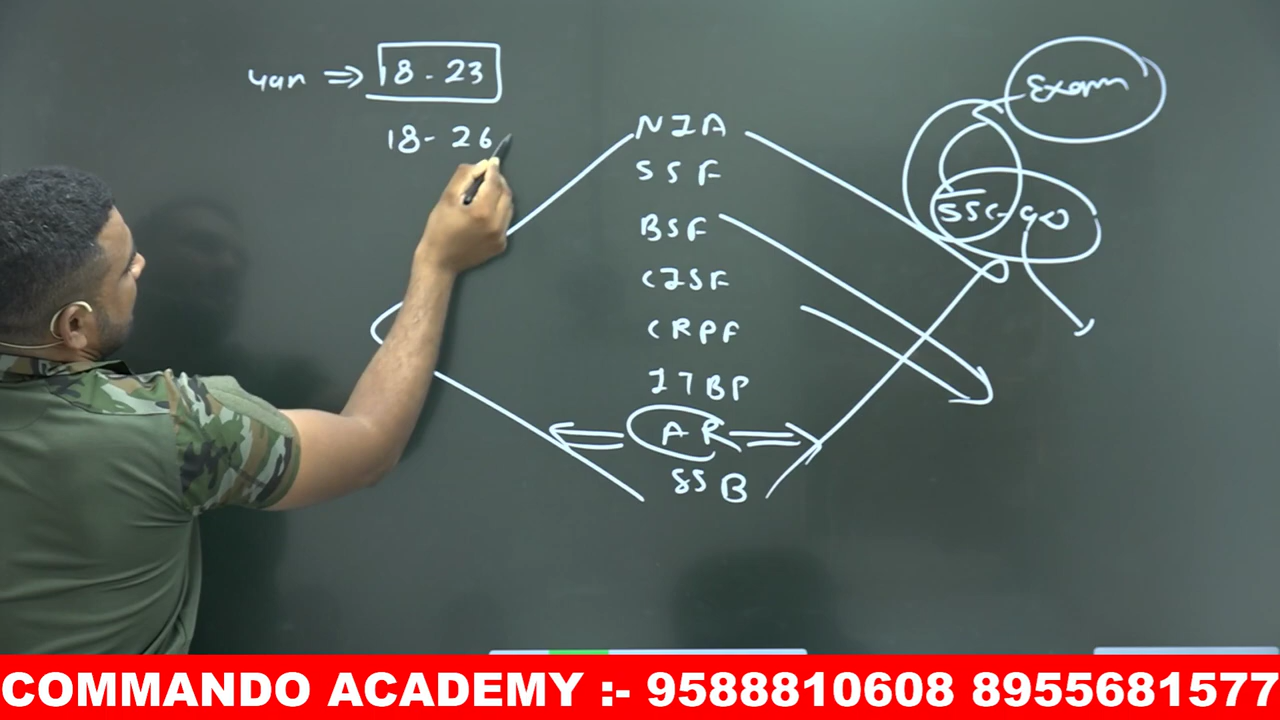 18 - 23
18 - 26
NIA
SSF
BSF
CISF
CRPF
ITBP
AR
SSB
Exam
SSC - GD
COMMANDO ACADEMY :- 9588810608 8955681577